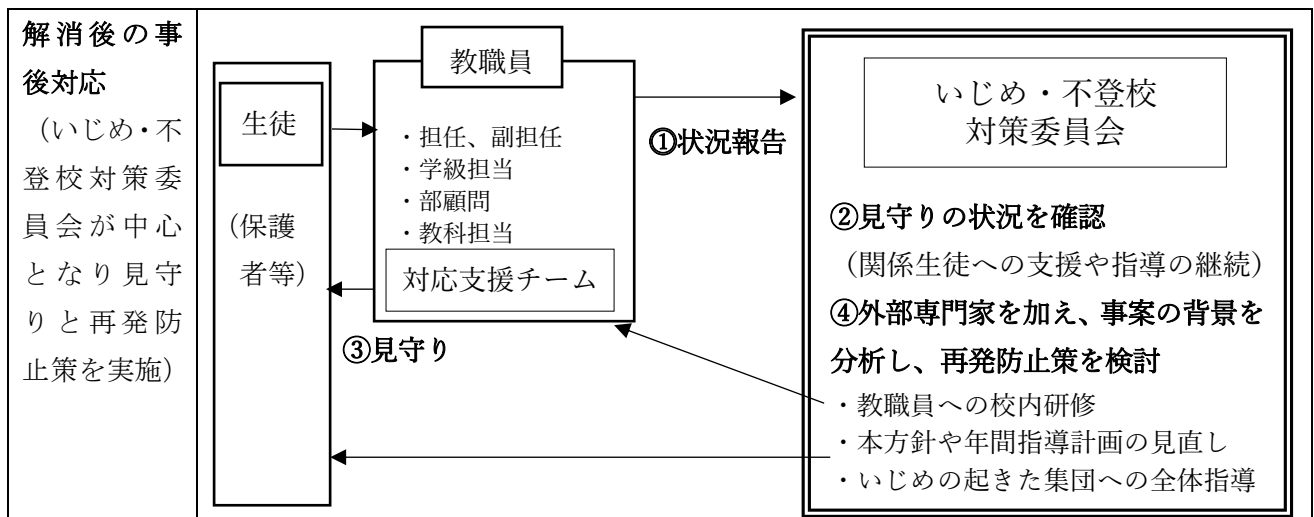 解消後の事
後対応
（いじめ・不
登校対策委
員会が中心
となり見守
りと再発防
止策を実施）
生徒
（保護
者等）
教職員
・担任、副担任
・学級担当
・部顧問
・教科担当
対応支援チーム
①状況報告
③見守り
いじめ・不登校
対策委員会
②見守りの状況を確認
（関係生徒への支援や指導の継続）
④外部専門家を加え、事案の背景を
分析し、再発防止策を検討
・教職員への校内研修
・本方針や年間指導計画の見直し
・いじめの起きた集団への全体指導